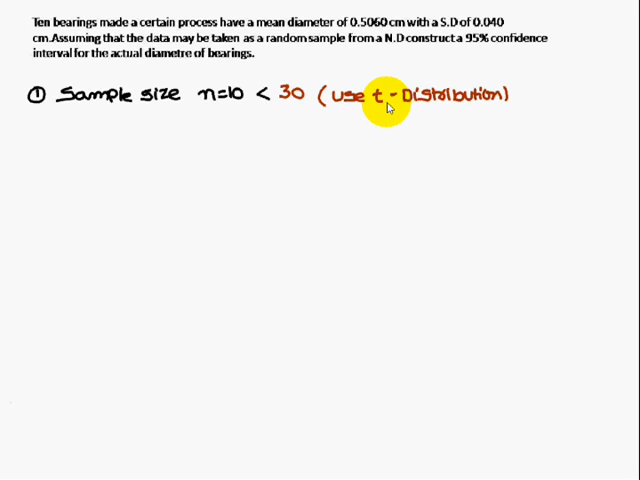 Ten bearings made a certain process have a mean diameter of 0.5060 cm with a S.D of 0.040
cm.Assuming that the data may be taken as a random sample from a N.D construct a 95% confidence
interval for the actual diametre of bearings.
① Sample size n=10 < 30 (use t-Distribution)